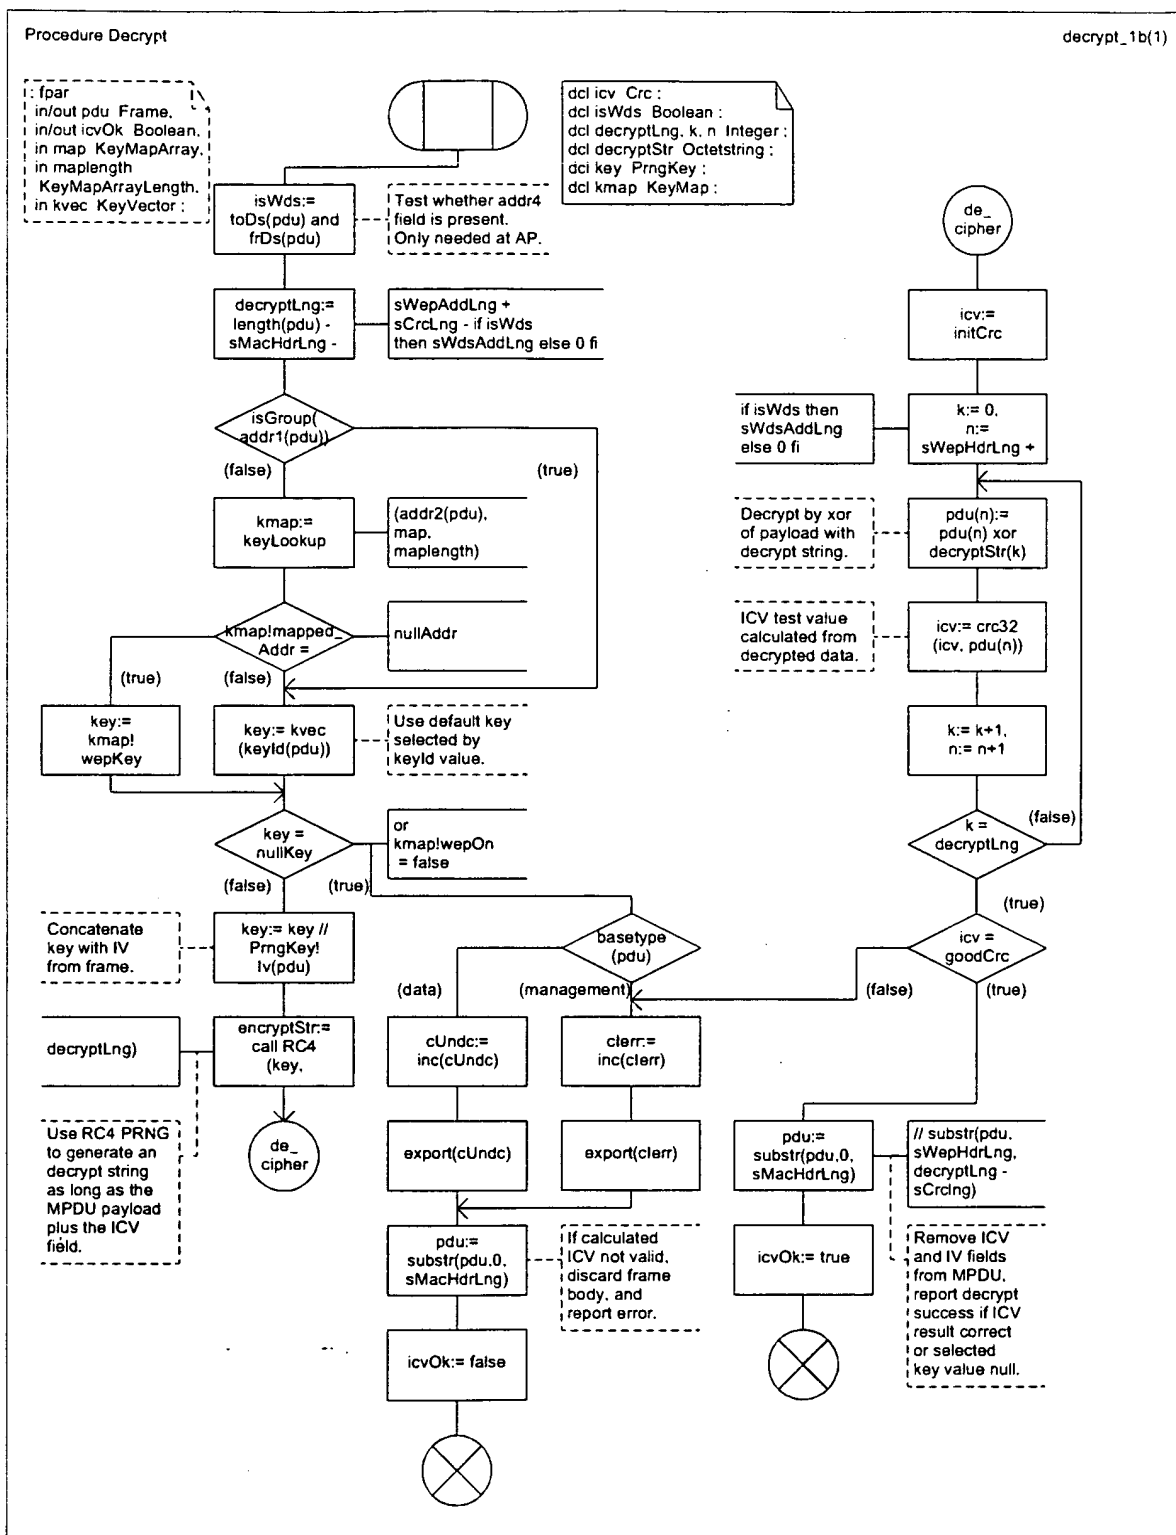 Procedure Decrypt
decrypt_1b(1)
; fpar
in/out pdu Frame,
in/out icvOk Boolean,
in map KeyMapArray,
in maplength
KeyMapArrayLength,
in kvec KeyVector ;
dcl icv Crc ;
dcl isWds Boolean ;
dcl decryptLng, k, n Integer ;
dcl decryptStr Octetstring ;
dcl key PrngKey ;
dcl kmap KeyMap ;
isWds:=
toDs(pdu) and
frDs(pdu)
Test whether addr4
field is present.
Only needed at AP.
decryptLng:=
length(pdu) -
sMacHdrLng -
sWepAddLng +
sCrcLng - if isWds
then sWdsAddLng else 0 fi
isGroup(
addr1(pdu))
(false)
(true)
kmap:=
keyLookup
(addr2(pdu),
map,
maplength)
kmap!mapped_
Addr =
nullAddr
(true)
(false)
key:=
kmap!
wepKey
key:= kvec
(keyId(pdu))
Use default key
selected by
keyId value.
key =
nullKey
or
kmap!wepOn
= false
(false)
(true)
Concatenate
key with IV
from frame.
key:= key //
PrngKey!
Iv(pdu)
decryptLng)
encryptStr:=
call RC4
(key,
Use RC4 PRNG
to generate an
decrypt string
as long as the
MPDU payload
plus the ICV
field.
de_
cipher
basetype
(pdu)
(data)
(management)
cUndc:=
inc(cUndc)
cIerr:=
inc(cIerr)
export(cUndc)
export(cIerr)
pdu:=
substr(pdu,0,
sMacHdrLng)
If calculated
ICV not valid,
discard frame
body, and
report error.
icvOk:= false
de_
cipher
icv:=
initCrc
if isWds then
sWdsAddLng
else 0 fi
k:= 0,
n:=
sWepHdrLng +
Decrypt by xor
of payload with
decrypt string.
pdu(n):=
pdu(n) xor
decryptStr(k)
ICV test value
calculated from
decrypted data.
icv:= crc32
(icv, pdu(n))
k:= k+1,
n:= n+1
k =
decryptLng
(false)
(true)
icv =
goodCrc
(false)
(true)
pdu:=
substr(pdu,0,
sMacHdrLng)
// substr(pdu,
sWepHdrLng,
decryptLng -
sCrclng)
icvOk:= true
Remove ICV
and IV fields
from MPDU,
report decrypt
success if ICV
result correct
or selected
key value null.